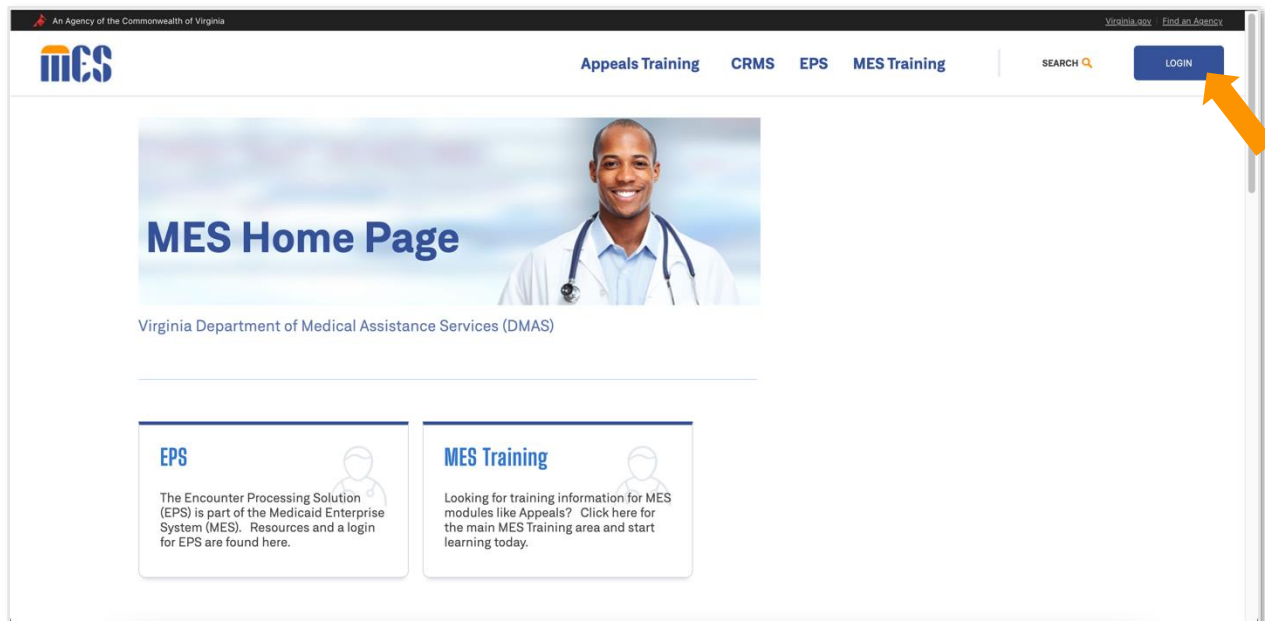 An Agency of the Commonwealth of Virginia
Virginia.gov | Find an Agency
mes
Appeals Training CRMS EPS MES Training
SEARCH
LOGIN
MES Home Page
Virginia Department of Medical Assistance Services (DMAS)
EPS
The Encounter Processing Solution
(EPS) is part of the Medicaid Enterprise
System (MES). Resources and a login
for EPS are found here.
MES Training
Looking for training information for MES
modules like Appeals? Click here for
the main MES Training area and start
learning today.